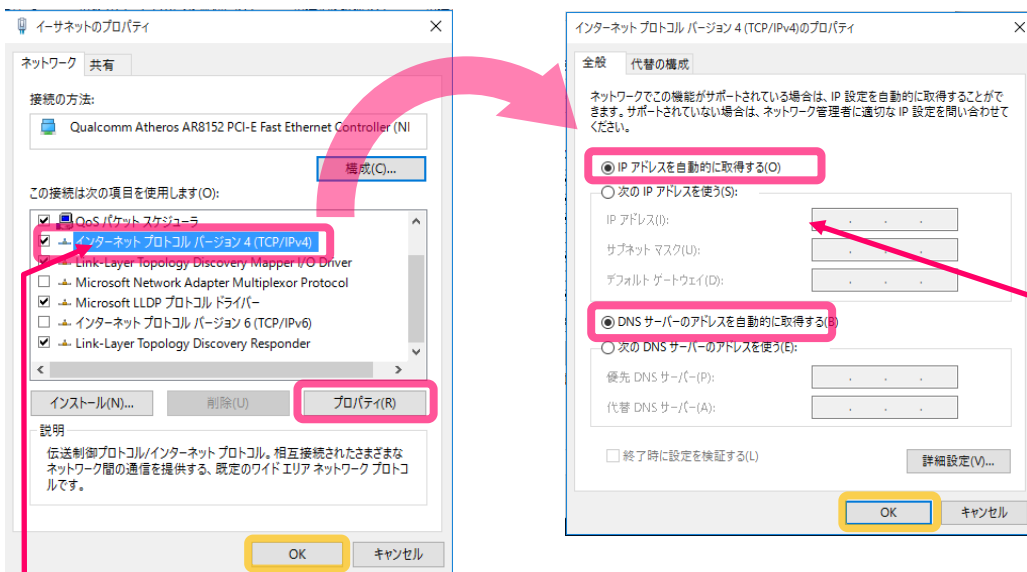 イーサネットのプロパティ
ネットワーク 共有
接続の方法:
Qualcomm Atheros AR8152 PCI-E Fast Ethernet Controller (NI
構成(C)...
この接続は次の項目を使用します(O):
QoS パケット スケジューラ
インターネット プロトコル バージョン 4 (TCP/IPv4)
Link-Layer Topology Discovery Mapper I/O Driver
Microsoft Network Adapter Multiplexor Protocol
Microsoft LLDP プロトコル ドライバー
インターネット プロトコル バージョン 6 (TCP/IPv6)
Link-Layer Topology Discovery Responder
インストール(N)... 削除(U) プロパティ(R)
説明
伝送制御プロトコル/インターネット プロトコル。相互接続されたさまざまな
ネットワーク間の通信を提供する、既定のワイド エリア ネットワーク プロトコ
ルです。
OK キャンセル
インターネット プロトコル バージョン 4 (TCP/IPv4)のプロパティ
全般 代替の構成
ネットワークでこの機能がサポートされている場合は、IP 設定を自動的に取得することがで
きます。サポートされていない場合は、ネットワーク管理者に適切な IP 設定を問い合わせて
ください。
IP アドレスを自動的に取得する(O)
次の IP アドレスを使う(S):
IP アドレス(I):
サブネット マスク(U):
デフォルト ゲートウェイ(D):
DNS サーバーのアドレスを自動的に取得する(B)
次の DNS サーバーのアドレスを使う(E):
優先 DNS サーバー(P):
代替 DNS サーバー(A):
終了時に設定を検証する(L)
詳細設定(V)...
OK キャンセル